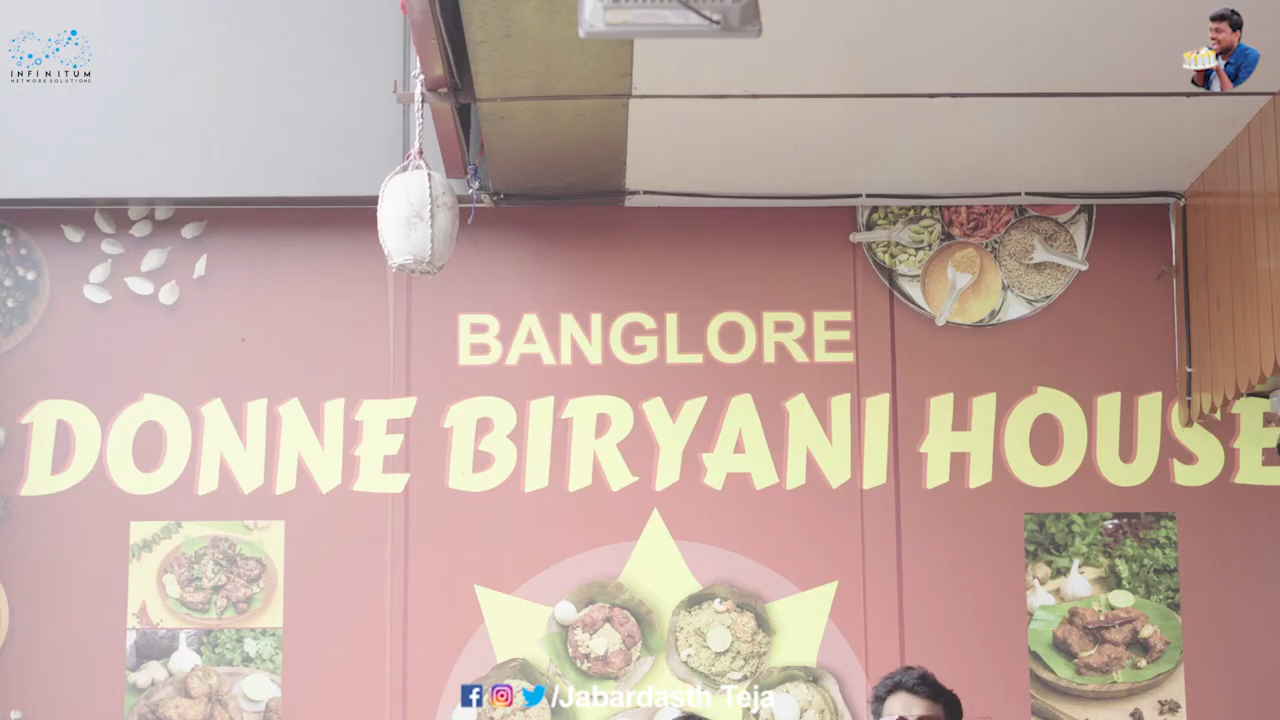 INFINITUM
NETWORK SOLUTIONS
BANGLORE
DONNE BIRYANI HOUSE
/Jabardasth Teja